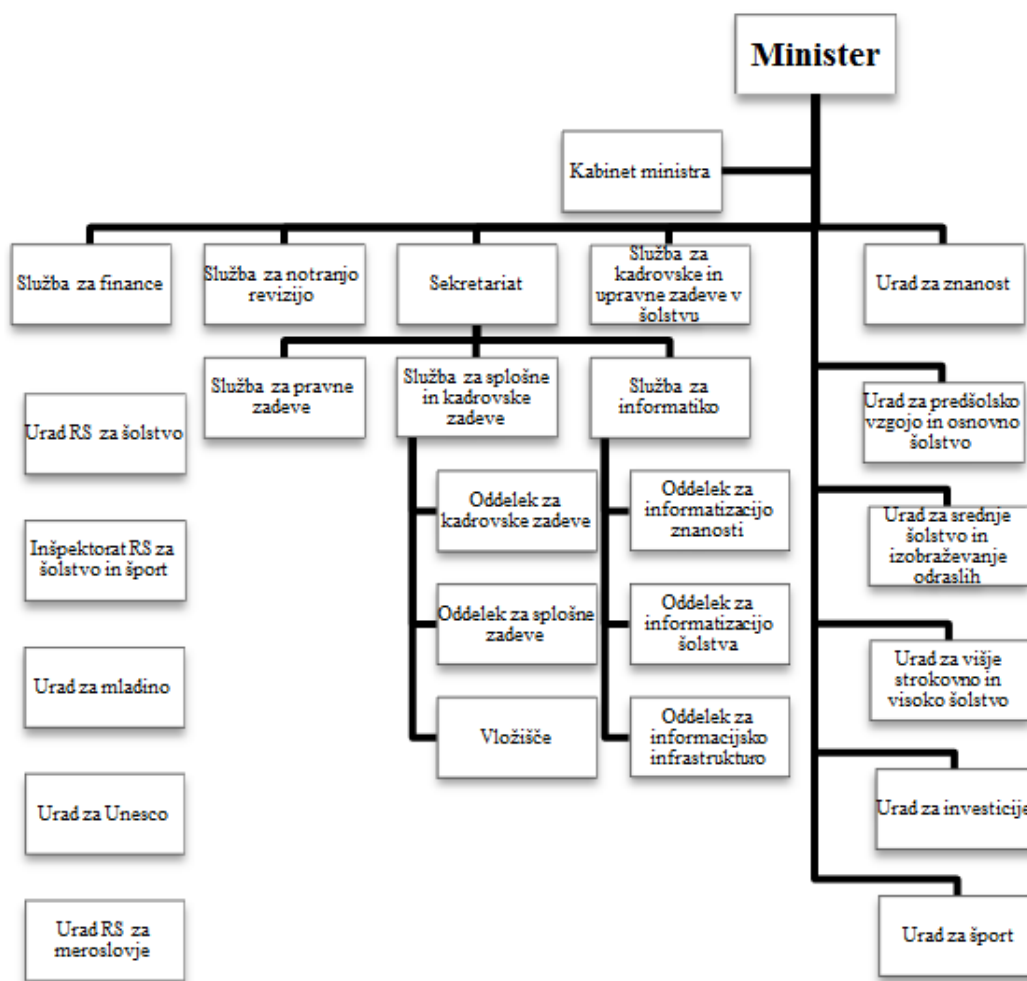 Minister
Kabinet ministra
Služba za finance
Služba za notranjo
revizijo
Sekretariat
Služba za
kadrovske in
upravne zadeve v
šolstvu
Urad za znanost
Služba za pravne
zadeve
Služba za splošne
in kadrovske
zadeve
Služba za
informatiko
Urad za predšolsko
vzgojo in osnovno
šolstvo
Urad RS za šolstvo
Oddelek za
kadrovske zadeve
Oddelek za
informatizacijo
znanosti
Urad za srednje
šolstvo in
izobraževanje
odraslih
Inšpektorat RS za
šolstvo in šport
Oddelek za splošne
zadeve
Oddelek za
informatizacijo
šolstva
Urad za višje
strokovno in
visoko šolstvo
Urad za mladino
Vložišče
Oddelek za
informacijsko
infrastrukturo
Urad za investicije
Urad za Unesco
Urad RS za
meroslovje
Urad za šport